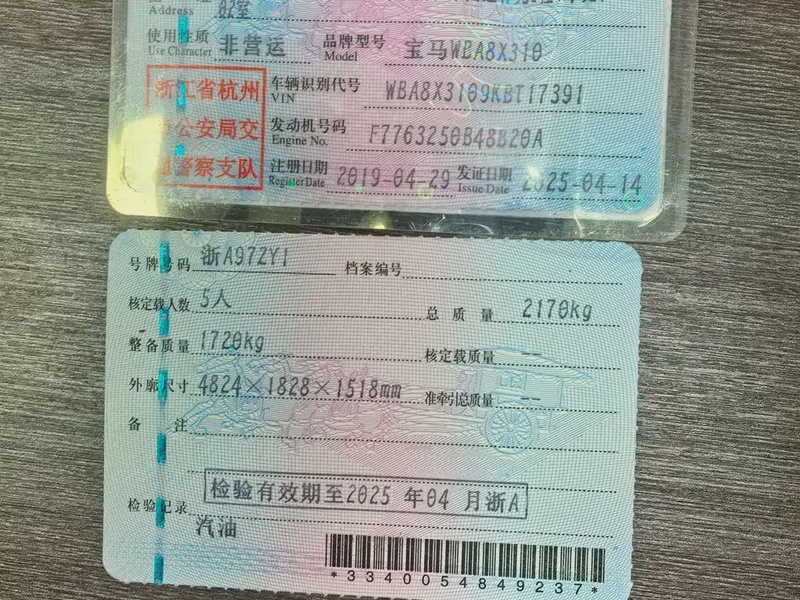 Address 02室
使用性质 Use Character 非营运 品牌型号 Model 宝马WBA8X310
浙江省杭州
公安局交
警察支队
车辆识别代号 VIN WBA8X3109KBT17391
发动机号码 Engine No. F7763250B48B20A
注册日期 Register Date 2019-04-29 发证日期 Issue Date 2025-04-14
号牌号码 浙A97ZY1 档案编号
核定载人数 5人 总质量 2170kg
整备质量 1720kg 核定载质量 --
外廓尺寸 4824×1828×1518mm 准牵引总质量 --
备注
检验有效期至2025年04月浙A
检验记录
汽油
*3340054849237*